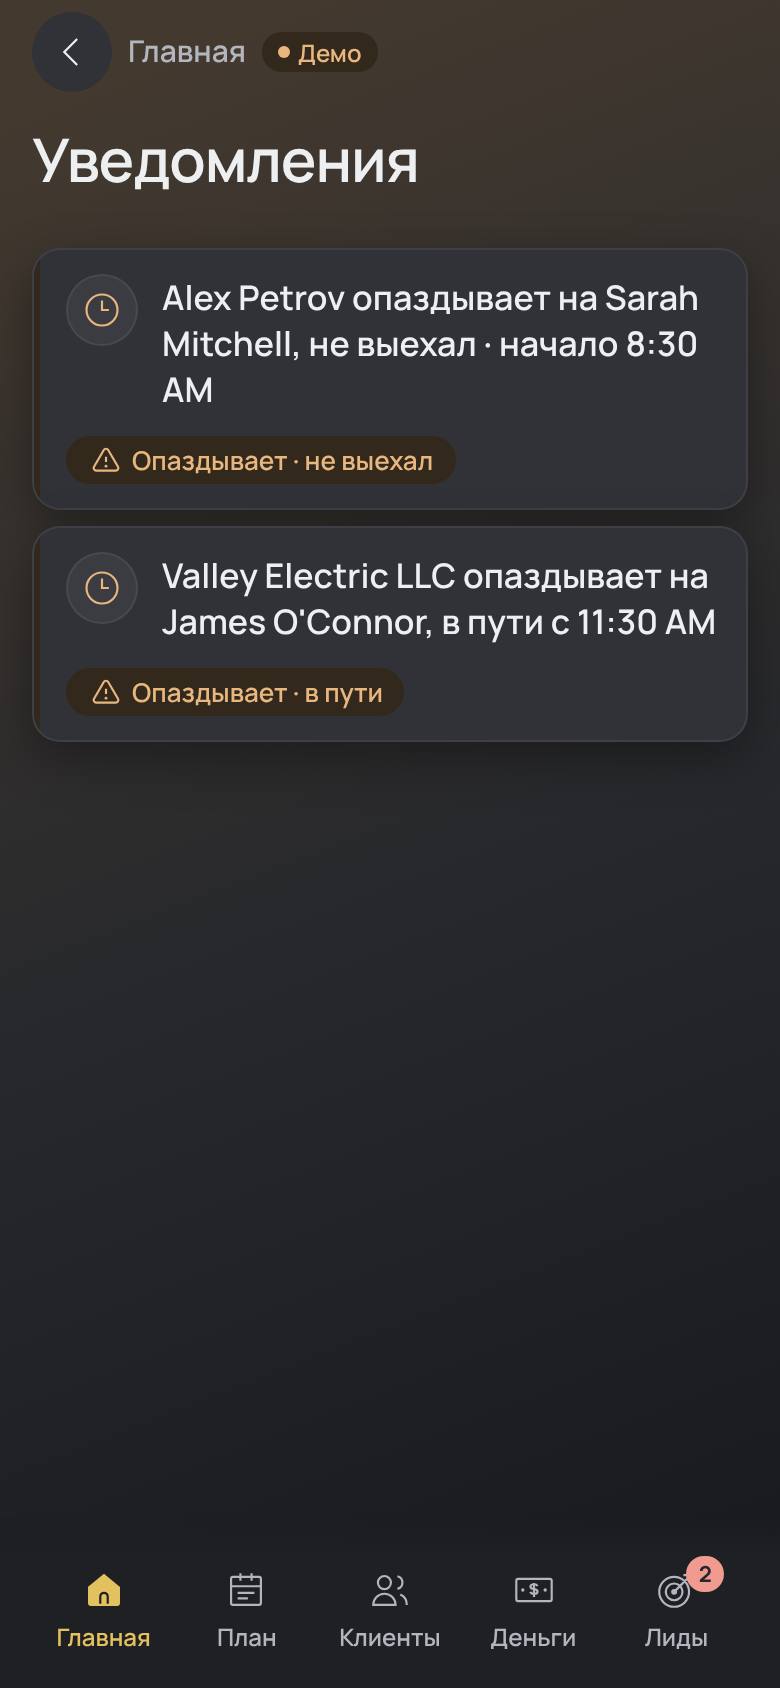 Главная
Демо
Уведомления
Alex Petrov опаздывает на Sarah
Mitchell, не выехал · начало 8:30
AM
Опаздывает · не выехал
Valley Electric LLC опаздывает на
James O'Connor, в пути с 11:30 AM
Опаздывает · в пути
2
Главная
План
Клиенты
Деньги
Лиды